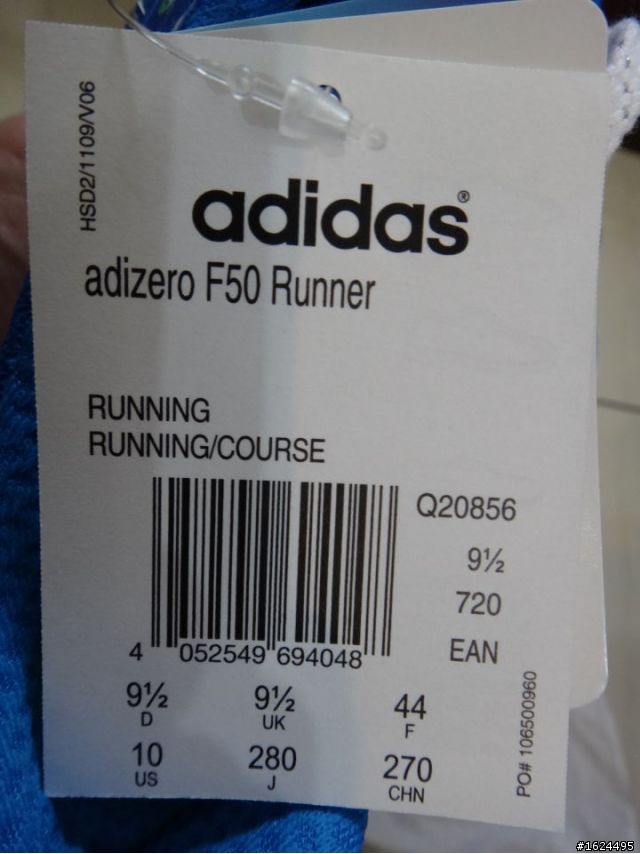 HSD2/1109/V06
adidas®
adizero F50 Runner
RUNNING
RUNNING/COURSE
Q20856
9½
720
EAN
4 052549 694048
9½ 9½ 44
D UK F
10 280 270
US J CHN
PO# 106500960
#1624495